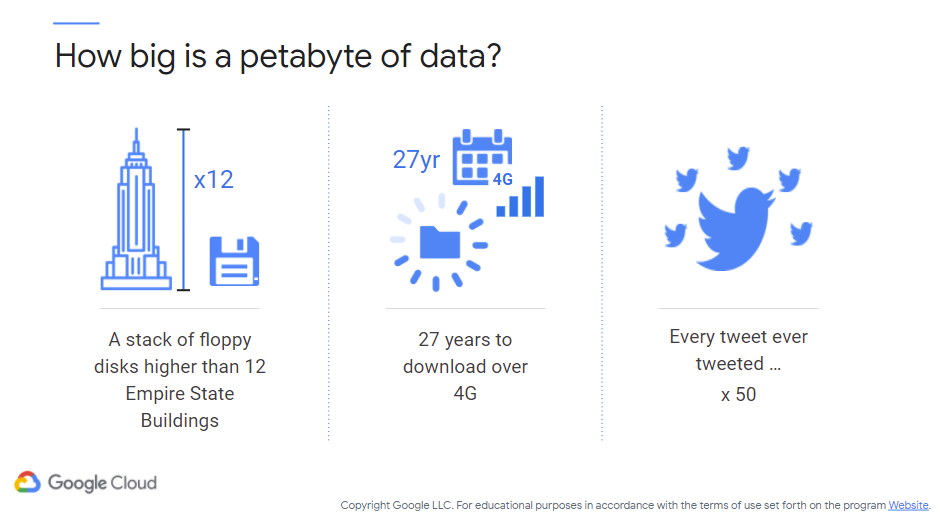 How big is a petabyte of data?
x12
A stack of floppy
disks higher than 12
Empire State
Buildings
27yr
4G
27 years to
download over
4G
Every tweet ever
tweeted ...
x 50
Google Cloud
Copyright Google LLC. For educational purposes in accordance with the terms of use set forth on the program Website.